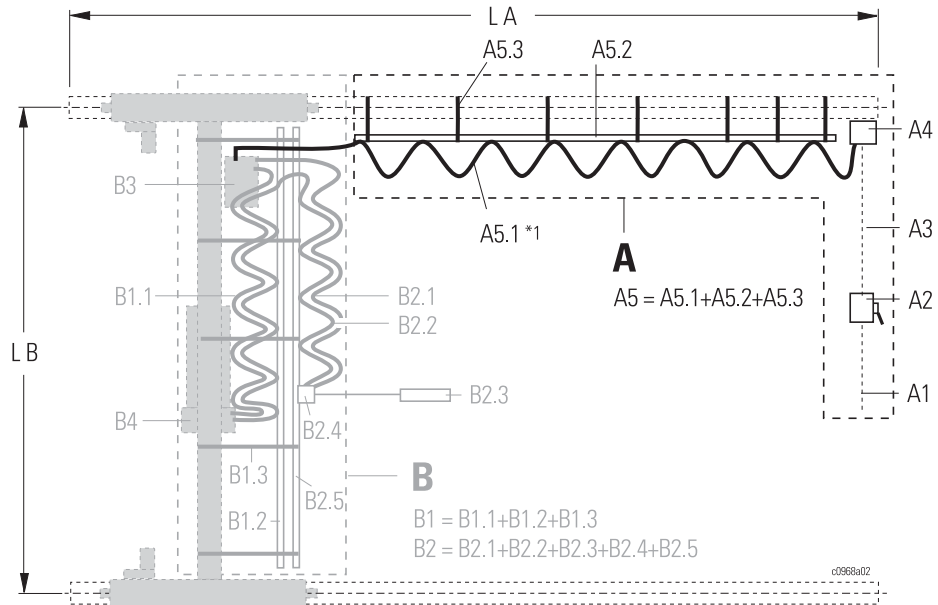 L A
A5.3
A5.2
A4
B3
A5.1 *1
A3
A
B1.1
B2.1
A5 = A5.1+A5.2+A5.3
A2
B2.2
L B
B2.3
A1
B4
B2.4
B1.3
B
B2.5
B1.2
B1 = B1.1+B1.2+B1.3
B2 = B2.1+B2.2+B2.3+B2.4+B2.5
c0968a02